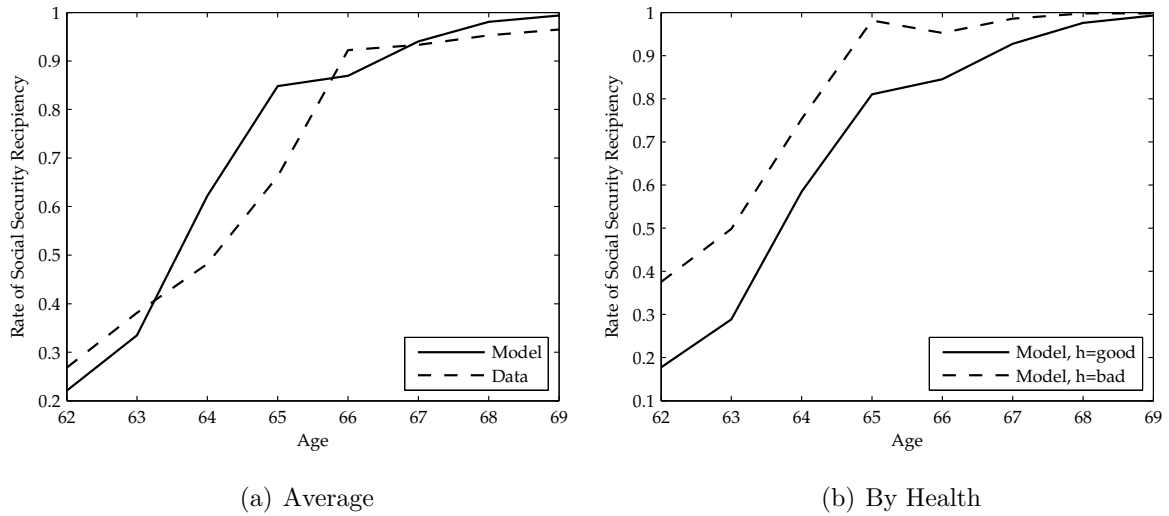 Rate of Social Security Recipiency
1
0.9
0.8
0.7
0.6
0.5
0.4
0.3
0.2
62 63 64 65 66 67 68 69
Age
Model
Data
(a) Average
Rate of Social Security Recipiency
1
0.9
0.8
0.7
0.6
0.5
0.4
0.3
0.2
0.1
62 63 64 65 66 67 68 69
Age
Model, h=good
Model, h=bad
(b) By Health